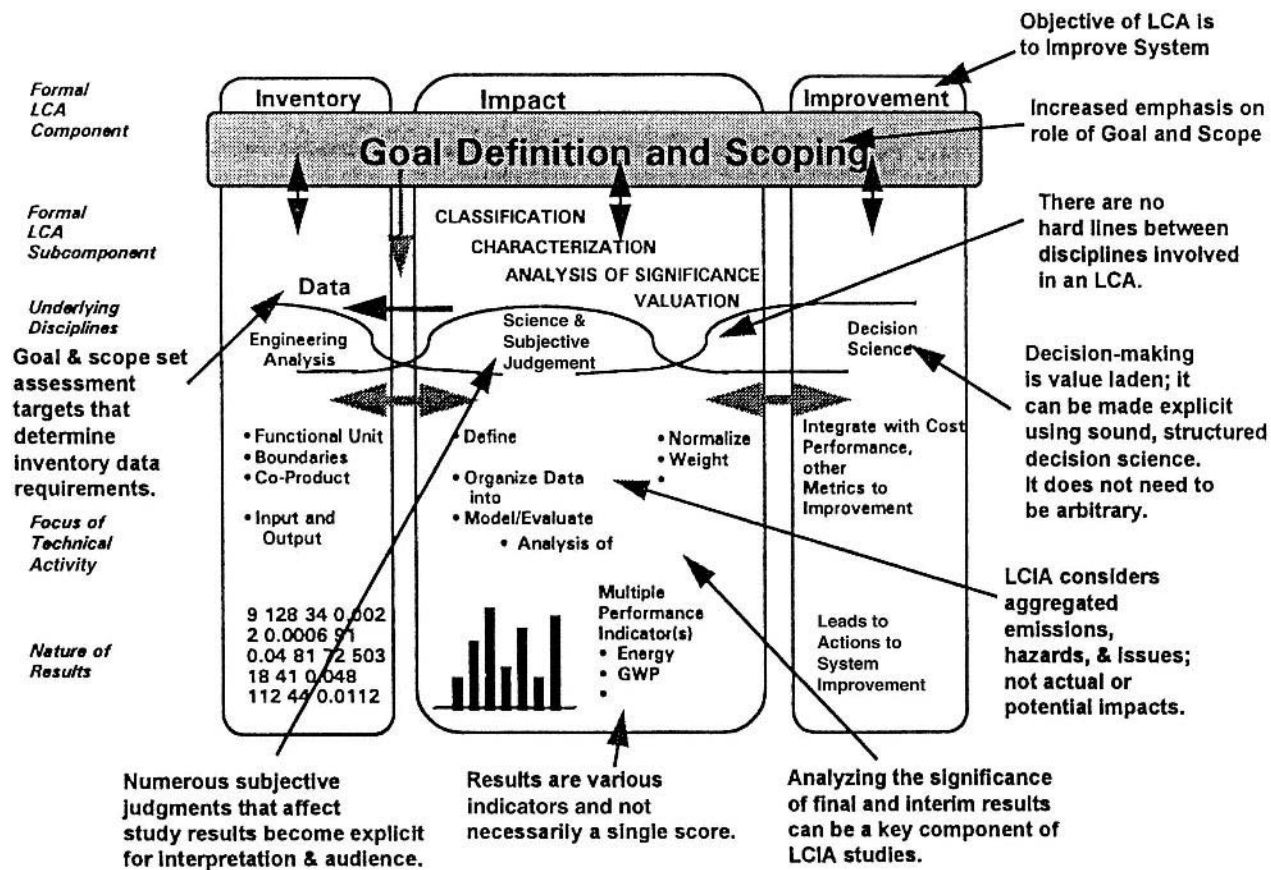 Objective of LCA is
to Improve System
Formal
LCA
Component
Inventory
Impact
Improvement
Increased emphasis on
role of Goal and Scope
Goal Definition and Scoping
Formal
LCA
Subcomponent
CLASSIFICATION
CHARACTERIZATION
ANALYSIS OF SIGNIFICANCE
VALUATION
There are no
hard lines between
disciplines involved
in an LCA.
Data
Underlying
Disciplines
Engineering
Analysis
Science &
Subjective
Judgement
Decision
Science
Goal & scope set
assessment
targets that
determine
inventory data
requirements.
Decision-making
is value laden; it
can be made explicit
using sound, structured
decision science.
It does not need to
be arbitrary.
• Functional Unit
• Boundaries
• Co-Product
• Input and
Output
• Define
• Organize Data
into
• Model/Evaluate
• Analysis of
• Normalize
• Weight
•
Integrate with Cost
Performance,
other
Metrics to
Improvement
Focus of
Technical
Activity
LCIA considers
aggregated
emissions,
hazards, & issues;
not actual or
potential impacts.
Nature of
Results
9 128 34 0.002
2 0.0006 91
0.04 81 72 503
18 41 0.048
112 44 0.0112
Multiple
Performance
Indicator(s)
• Energy
• GWP
•
Leads to
Actions to
System
Improvement
Numerous subjective
judgments that affect
study results become explicit
for interpretation & audience.
Results are various
indicators and not
necessarily a single score.
Analyzing the significance
of final and interim results
can be a key component of
LCIA studies.